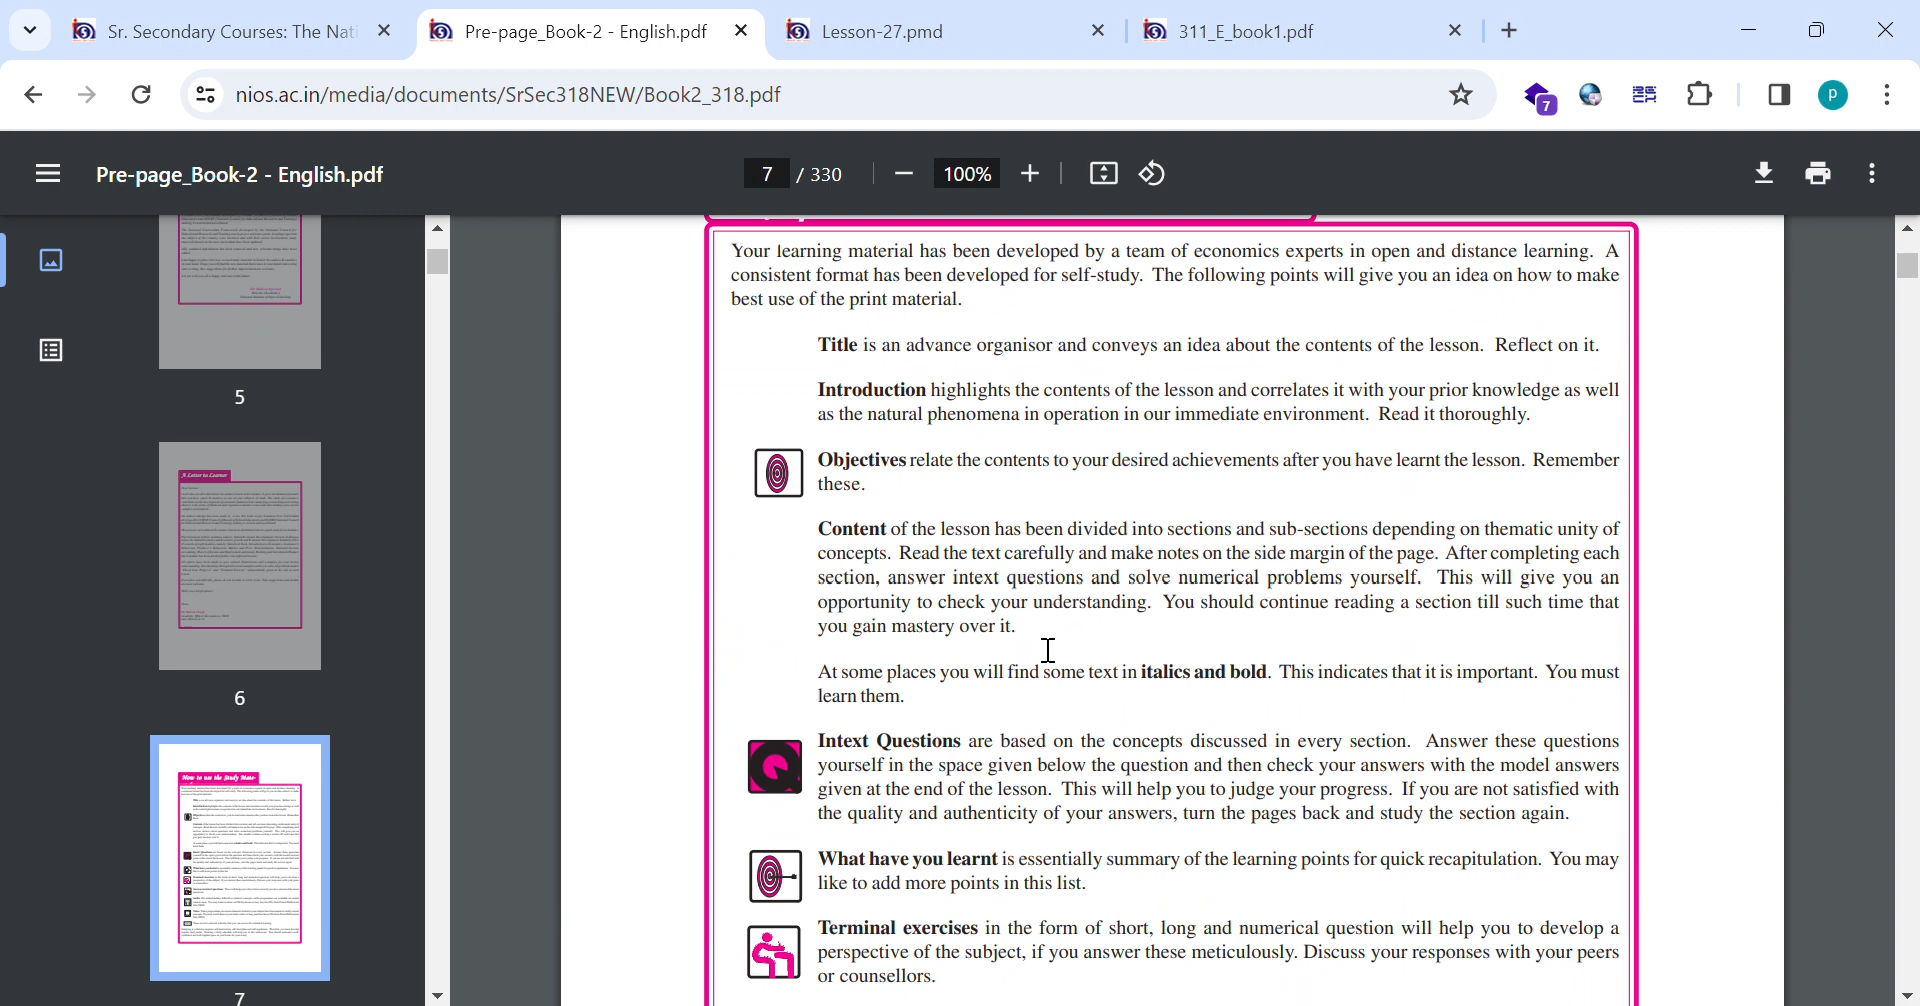 Sr. Secondary Courses: The Nati
Pre-page_Book-2 - English.pdf
Lesson-27.pmd
311_E_book1.pdf
nios.ac.in/media/documents/SrSec318NEW/Book2_318.pdf
7
p
Pre-page_Book-2 - English.pdf
7 / 330
100%
5
A Letter to Learner
6
How to use the Study Mate-
7
Your learning material has been developed by a team of economics experts in open and distance learning. A
consistent format has been developed for self-study. The following points will give you an idea on how to make
best use of the print material.
Title is an advance organisor and conveys an idea about the contents of the lesson. Reflect on it.
Introduction highlights the contents of the lesson and correlates it with your prior knowledge as well
as the natural phenomena in operation in our immediate environment. Read it thoroughly.
Objectives relate the contents to your desired achievements after you have learnt the lesson. Remember
these.
Content of the lesson has been divided into sections and sub-sections depending on thematic unity of
concepts. Read the text carefully and make notes on the side margin of the page. After completing each
section, answer intext questions and solve numerical problems yourself. This will give you an
opportunity to check your understanding. You should continue reading a section till such time that
you gain mastery over it.
At some places you will find some text in italics and bold. This indicates that it is important. You must
learn them.
Intext Questions are based on the concepts discussed in every section. Answer these questions
yourself in the space given below the question and then check your answers with the model answers
given at the end of the lesson. This will help you to judge your progress. If you are not satisfied with
the quality and authenticity of your answers, turn the pages back and study the section again.
What have you learnt is essentially summary of the learning points for quick recapitulation. You may
like to add more points in this list.
Terminal exercises in the form of short, long and numerical question will help you to develop a
perspective of the subject, if you answer these meticulously. Discuss your responses with your peers
or counsellors.